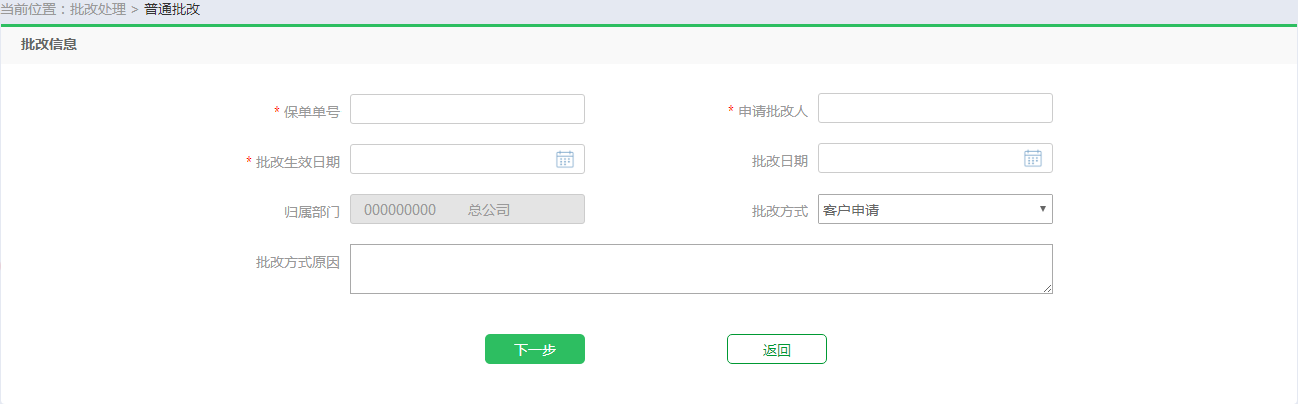 当前位置：批改处理 > 普通批改
批改信息
* 保单单号
* 申请批改人
* 批改生效日期
批改日期
归属部门 000000000 总公司
批改方式 客户申请
批改方式原因
下一步 返回